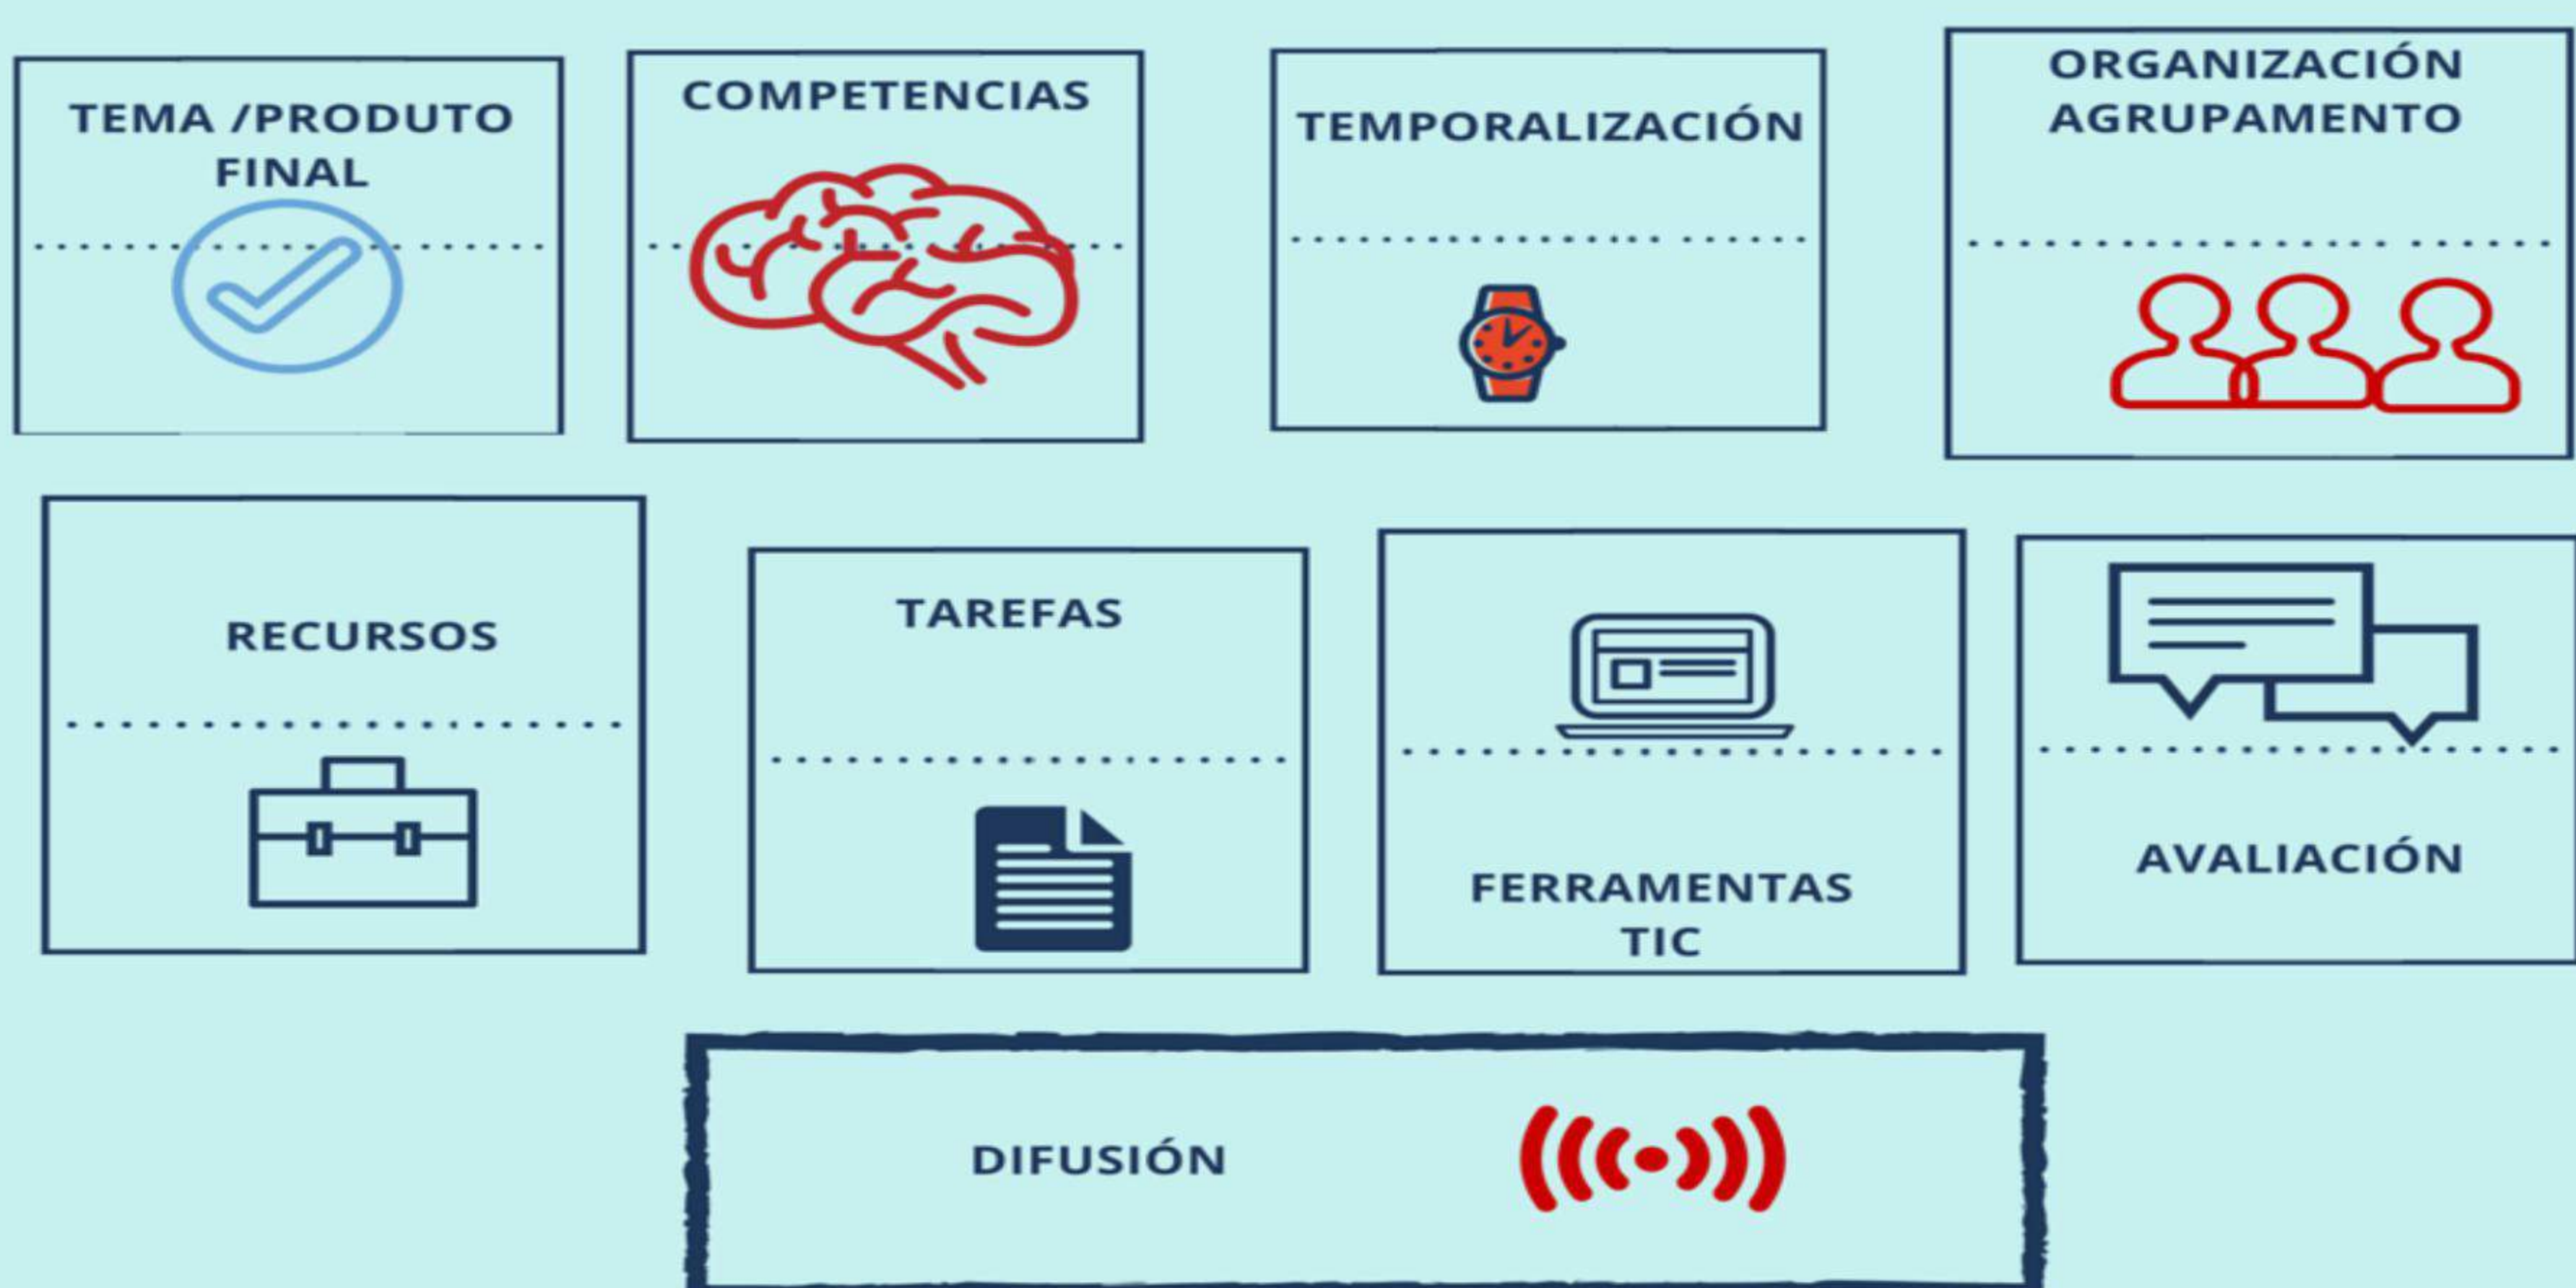 TEMA /PRODUTO
FINAL
COMPETENCIAS
TEMPORALIZACIÓN
ORGANIZACIÓN
AGRUPAMENTO
RECURSOS
TAREFAS
FERRAMENTAS
TIC
AVALIACIÓN
DIFUSIÓN